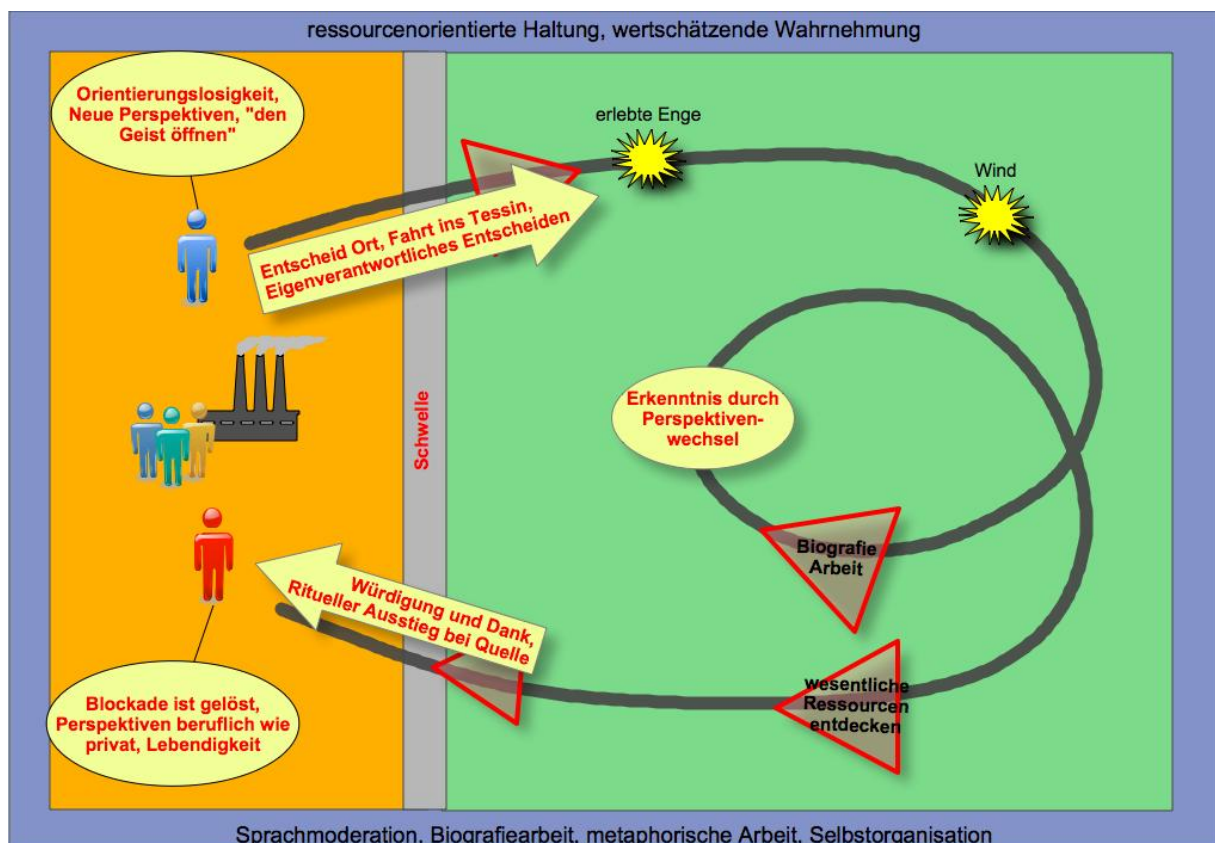 ressourcenorientierte Haltung, wertschätzende Wahrnehmung
Orientierungslosigkeit,
Neue Perspektiven, "den
Geist öffnen"
erlebte Enge
Wind
Entscheid Ort, Fahrt ins Tessin,
Eigenverantwortliches Entscheiden
Schwelle
Erkenntnis durch
Perspektiven-
wechsel
Biografie
Arbeit
Würdigung und Dank,
Ritueller Ausstieg bei Quelle
wesentliche
Ressourcen
entdecken
Blockade ist gelöst,
Perspektiven beruflich wie
privat, Lebendigkeit
Sprachmoderation, Biografiearbeit, metaphorische Arbeit, Selbstorganisation